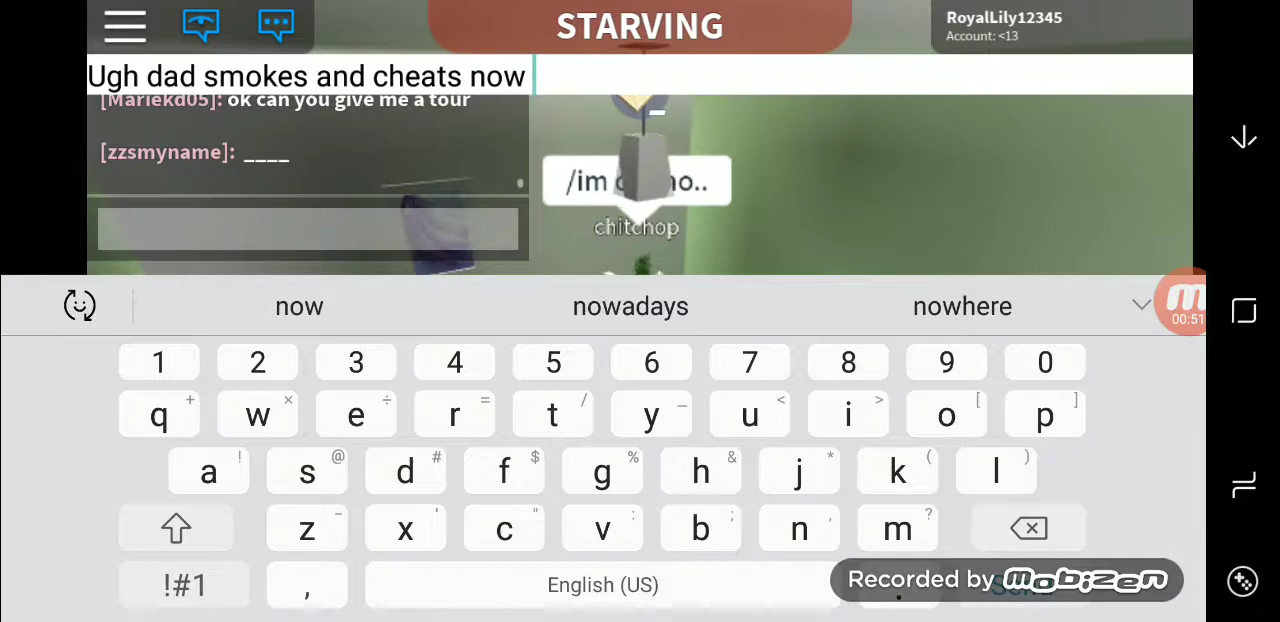 STARVING
RoyalLily12345
Account: <13
Ugh dad smokes and cheats now
[Mariekd05]: ok can you give me a tour
[zzsmyname]: ____
/im
o..
chitchop
now
nowadays
nowhere
00:51
1 2 3 4 5 6 7 8 9 0
q + w × e ÷ r = t / y _ u < i > o [ p ]
a ! s @ d # f $ g % h & j * k ( l )
z - x ' c " v : b ; n , m ?
!#1 , English (US) .
Recorded by mobizen